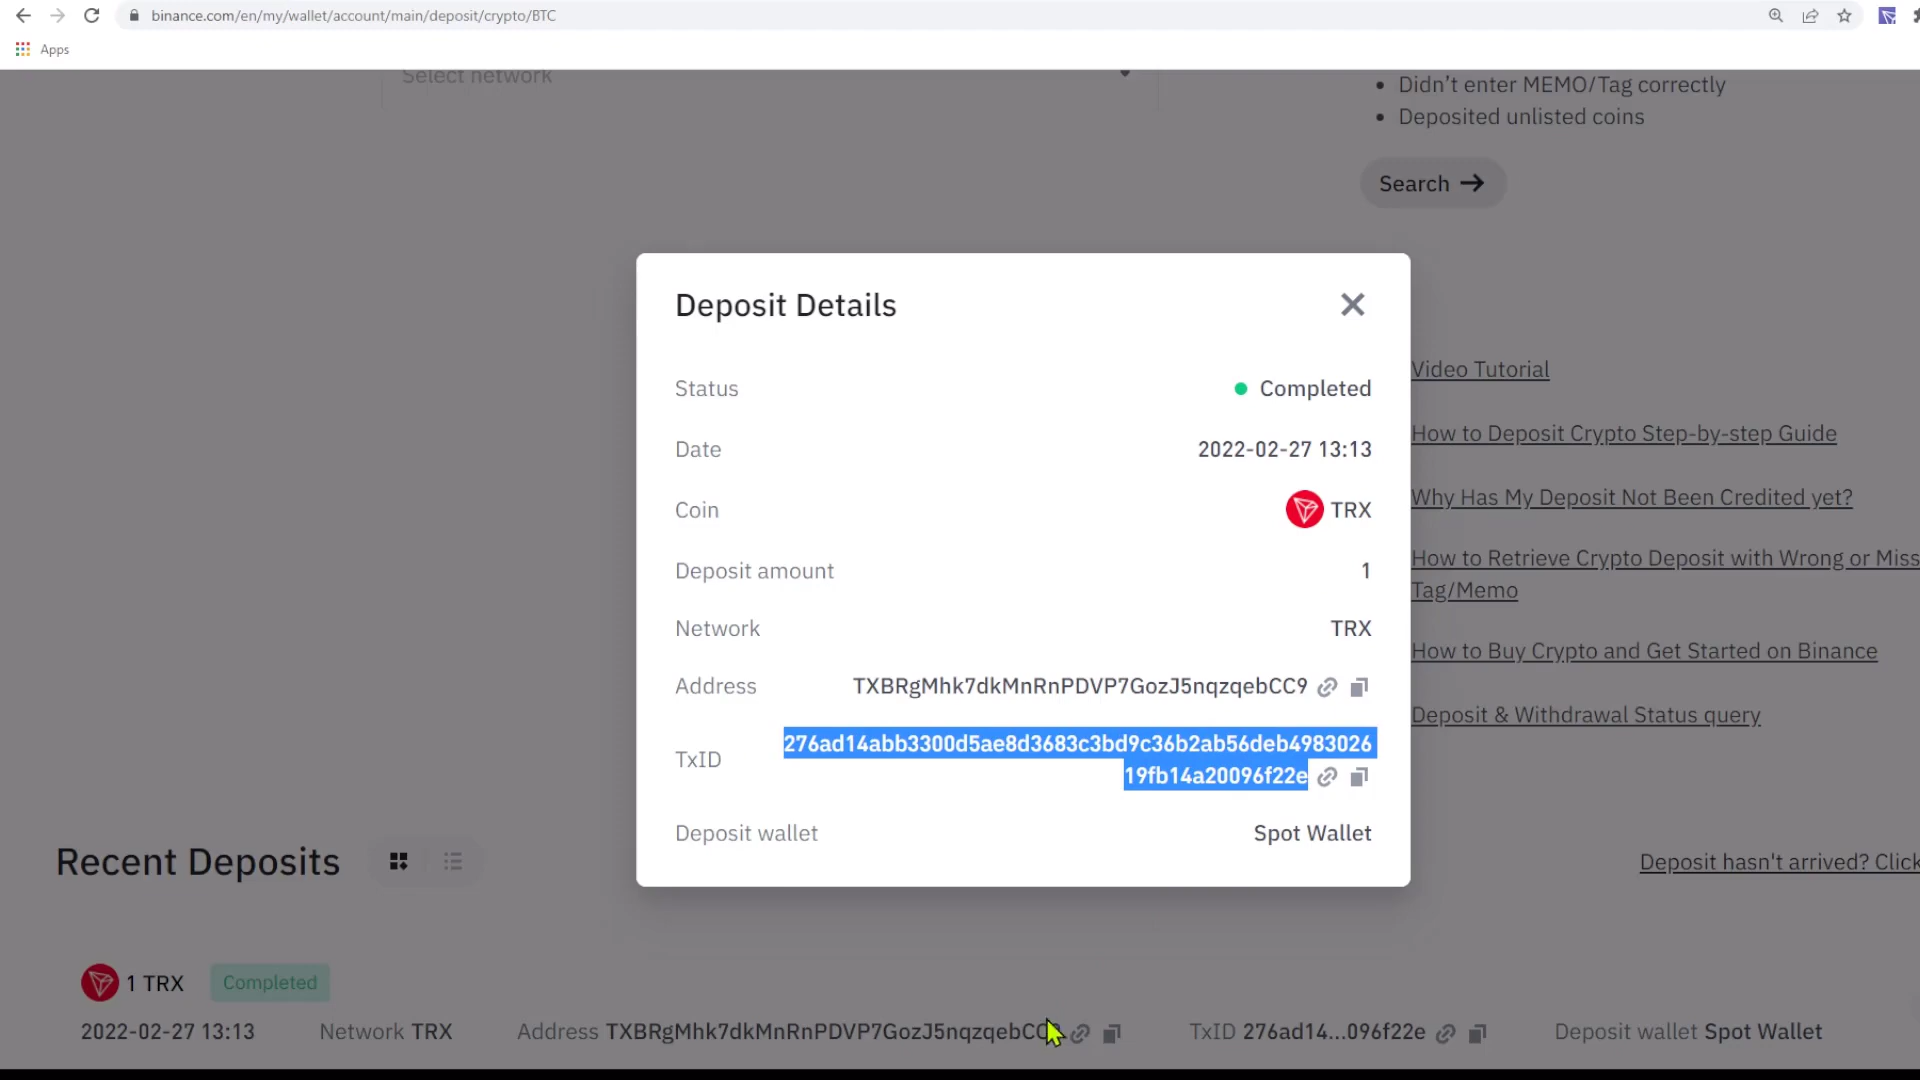 binance.com/en/my/wallet/account/main/deposit/crypto/BTC
Apps
Select network
• Didn’t enter MEMO/Tag correctly
• Deposited unlisted coins
Search →
Deposit Details
Status Completed
Date 2022-02-27 13:13
Coin TRX
Deposit amount 1
Network TRX
Address TXBRgMhk7dkMnRnPDVP7GozJ5nqzqebCC9
TxID 276ad14abb3300d5ae8d3683c3bd9c36b2ab56deb4983026
19fb14a20096f22e
Deposit wallet Spot Wallet
Video Tutorial
How to Deposit Crypto Step-by-step Guide
Why Has My Deposit Not Been Credited yet?
How to Retrieve Crypto Deposit with Wrong or Miss
Tag/Memo
How to Buy Crypto and Get Started on Binance
Deposit & Withdrawal Status query
Recent Deposits
Deposit hasn't arrived? Click
1 TRX Completed
2022-02-27 13:13 Network TRX Address TXBRgMhk7dkMnRnPDVP7GozJ5nqzqebCC9 TxID 276ad14...096f22e Deposit wallet Spot Wallet